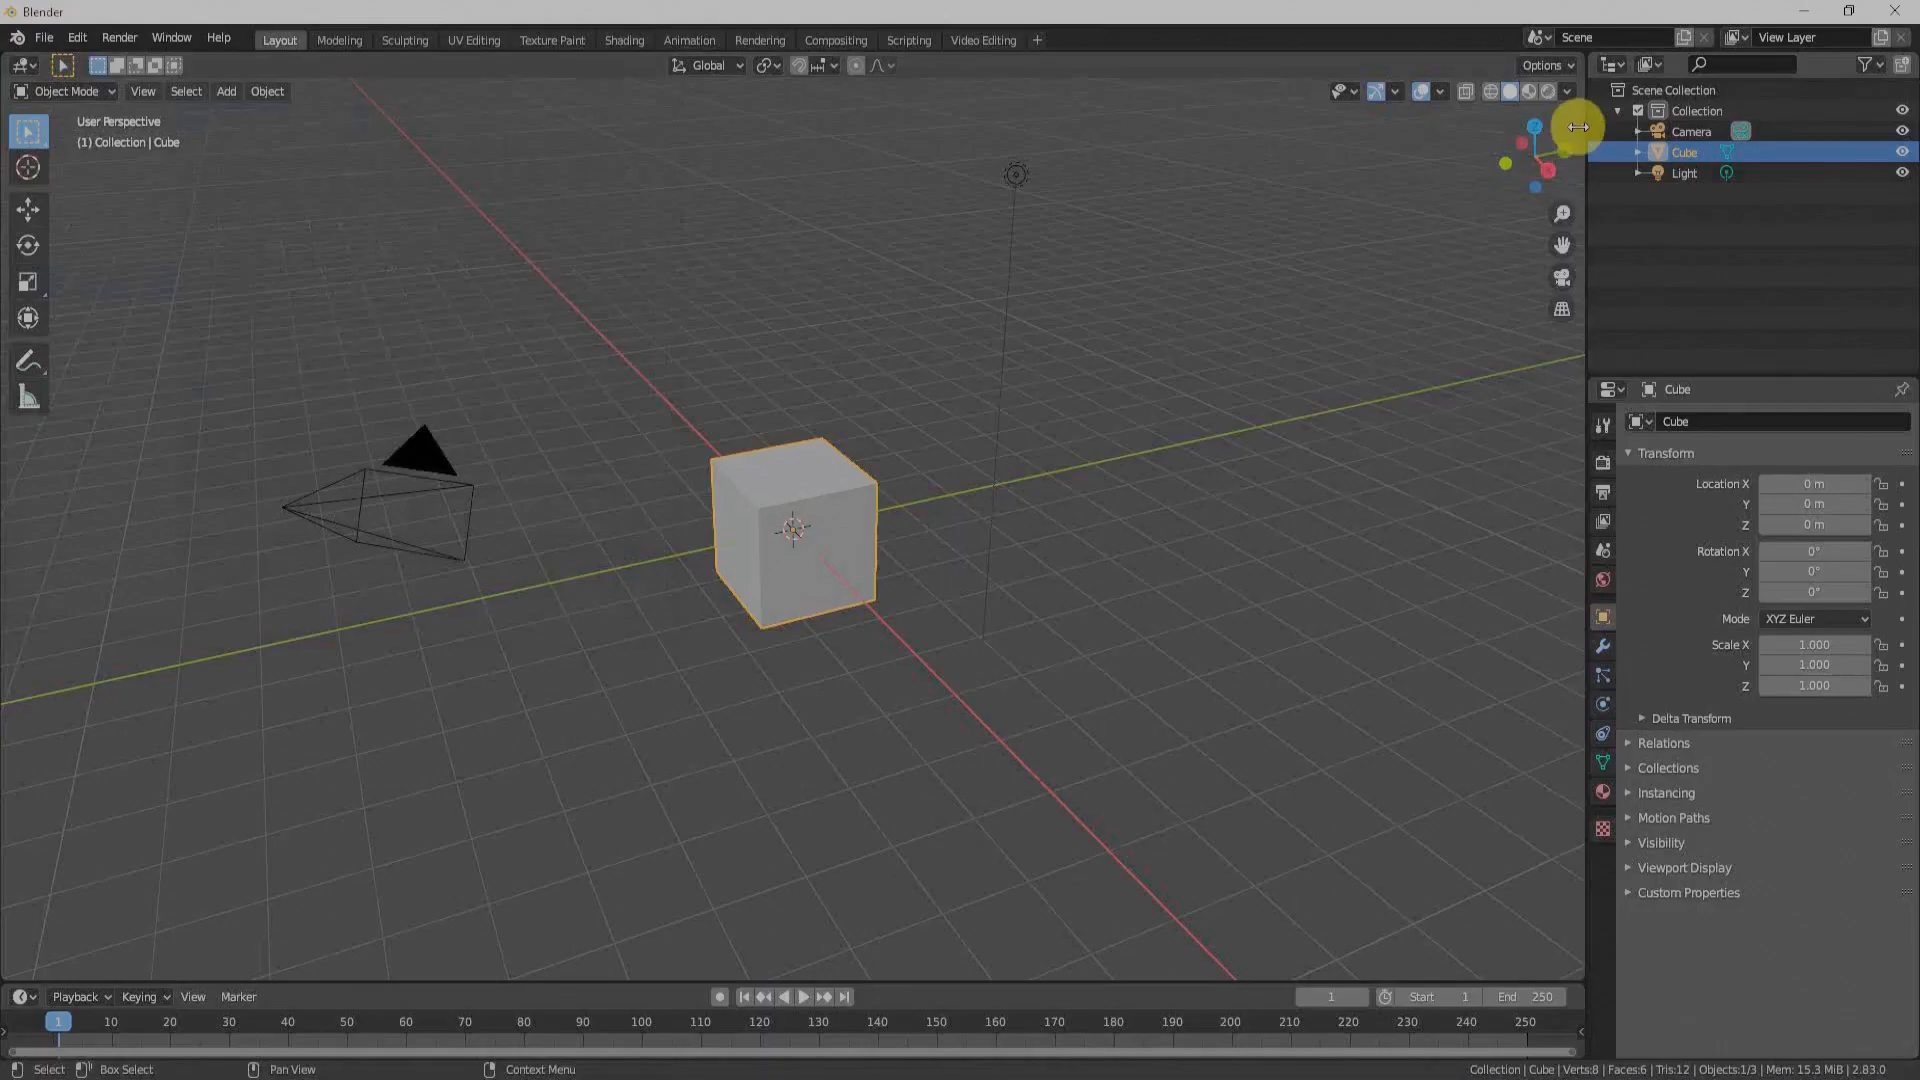 Blender
File Edit Render Window Help Layout Modeling Sculpting UV Editing Texture Paint Shading Animation Rendering Compositing Scripting Video Editing + Scene View Layer
Global Options
Object Mode View Select Add Object
User Perspective
(1) Collection | Cube
Z
Scene Collection
Collection
Camera
Cube
Light
Cube
Cube
Transform
Location X 0 m
Y 0 m
Z 0 m
Rotation X 0°
Y 0°
Z 0°
Mode XYZ Euler
Scale X 1.000
Y 1.000
Z 1.000
Delta Transform
Relations
Collections
Instancing
Motion Paths
Visibility
Viewport Display
Custom Properties
Playback Keying View Marker 1 Start 1 End 250
1 10 20 30 40 50 60 70 80 90 100 110 120 130 140 150 160 170 180 190 200 210 220 230 240 250
Select Box Select Pan View Context Menu Collection | Cube | Verts:8 | Faces:6 | Tris:12 | Objects:1/3 | Mem: 15.3 MiB | 2.83.0